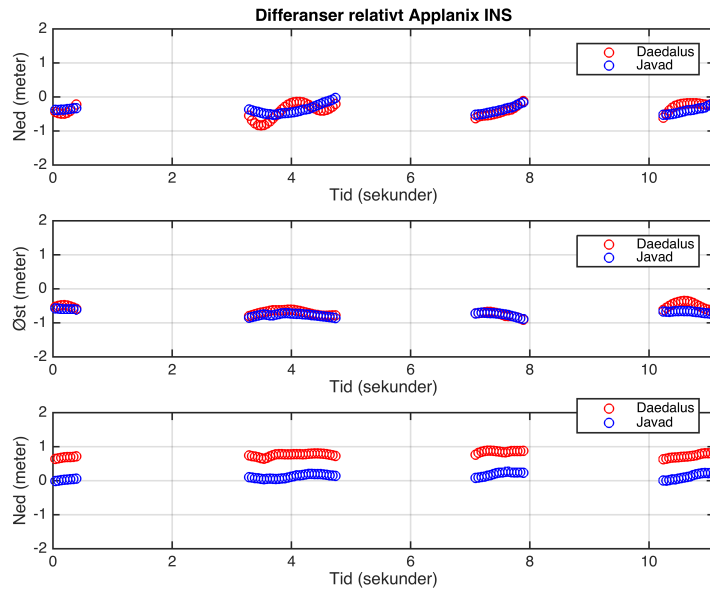 Differanser relativt Applanix INS
2
1
0
-1
-2
Ned (meter)
0 2 4 6 8 10
Tid (sekunder)
Daedalus
Javad
2
1
0
-1
-2
Øst (meter)
0 2 4 6 8 10
Tid (sekunder)
Daedalus
Javad
2
1
0
-1
-2
Ned (meter)
0 2 4 6 8 10
Tid (sekunder)
Daedalus
Javad